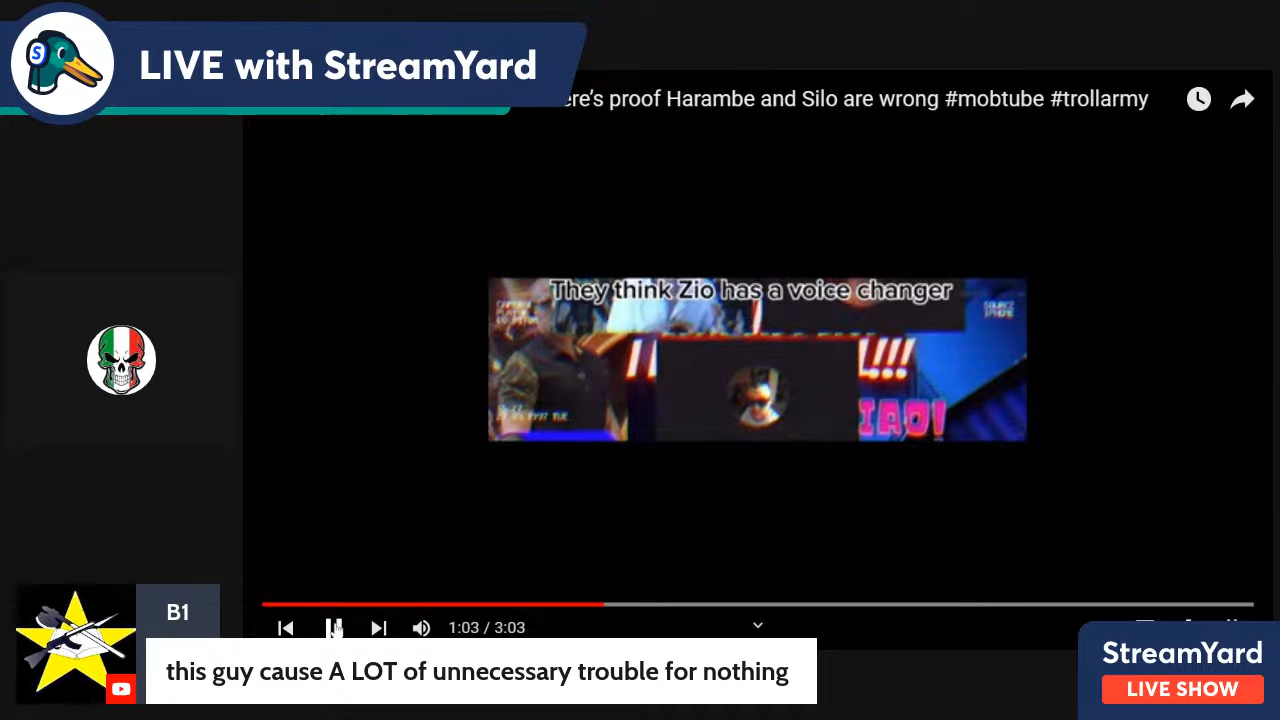 LIVE with StreamYard
ere's proof Harambe and Silo are wrong #mobtube #trollarmy
They think Zio has a voice changer
!!!
IAO!
1:03 / 3:03
B1
this guy cause A LOT of unnecessary trouble for nothing
StreamYard
LIVE SHOW